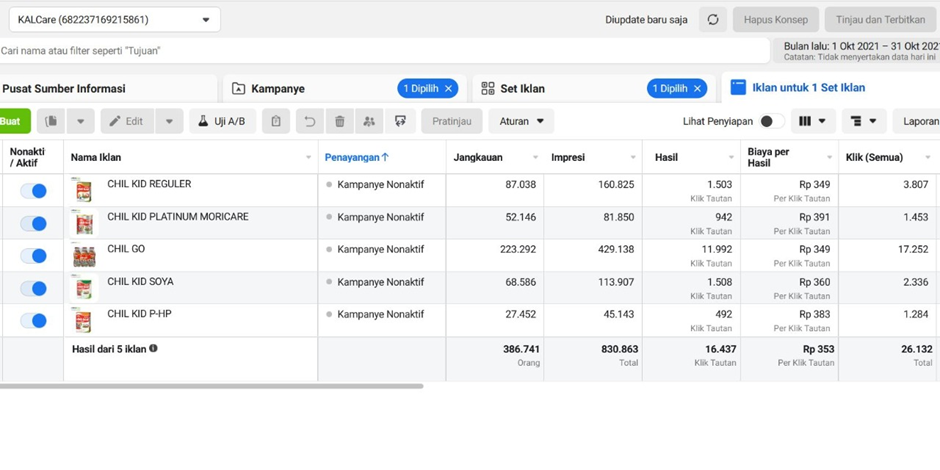 KALCare (682237169215861)
Diupdate baru saja
Hapus Konsep
Tinjau dan Terbitkan
Cari nama atau filter seperti "Tujuan"
Bulan lalu: 1 Okt 2021 – 31 Okt 202
Catatan: Tidak menyertakan data hari ini
Pusat Sumber Informasi
Kampanye
1 Dipilih ×
Set Iklan
1 Dipilih ×
Iklan untuk 1 Set Iklan
Buat
Edit
Uji A/B
Pratinjau
Aturan
Lihat Penyiapan
Laporan
Nonakti / Aktif
Nama Iklan
Penayangan ↑
Jangkauan
Impresi
Hasil
Biaya per Hasil
Klik (Semua)
CHIL KID REGULER Kampanye Nonaktif 87.038 160.825 1.503 Rp 349 3.807
Klik Tautan Per Klik Tautan
CHIL KID PLATINUM MORICARE Kampanye Nonaktif 52.146 81.850 942 Rp 391 1.453
Klik Tautan Per Klik Tautan
CHIL GO Kampanye Nonaktif 223.292 429.138 11.992 Rp 349 17.252
Klik Tautan Per Klik Tautan
CHIL KID SOYA Kampanye Nonaktif 68.586 113.907 1.508 Rp 360 2.336
Klik Tautan Per Klik Tautan
CHIL KID P-HP Kampanye Nonaktif 27.452 45.143 492 Rp 383 1.284
Klik Tautan Per Klik Tautan
Hasil dari 5 iklan 386.741 830.863 16.437 Rp 353 26.132
Orang Total Klik Tautan Per Klik Tautan Total